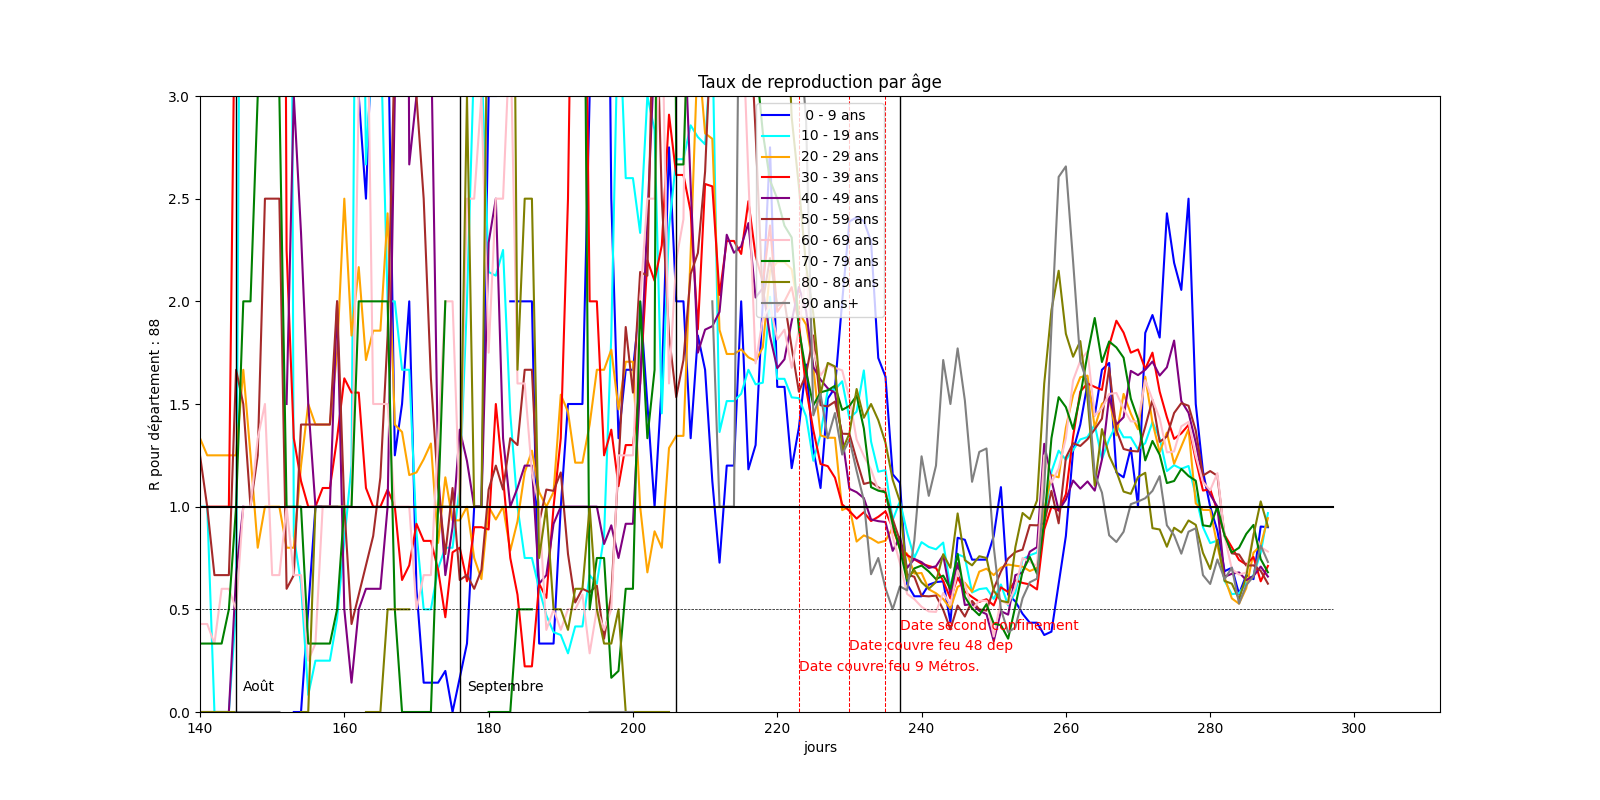 Taux de reproduction par âge
R pour département : 88
3.0
2.5
2.0
1.5
1.0
0.5
0.0
0 - 9 ans
10 - 19 ans
20 - 29 ans
30 - 39 ans
40 - 49 ans
50 - 59 ans
60 - 69 ans
70 - 79 ans
80 - 89 ans
90 ans+
Date second confinement
Date couvre feu 48 dep
Date couvre feu 9 Métros.
Août
Septembre
140 160 180 200 220 240 260 280 300
jours